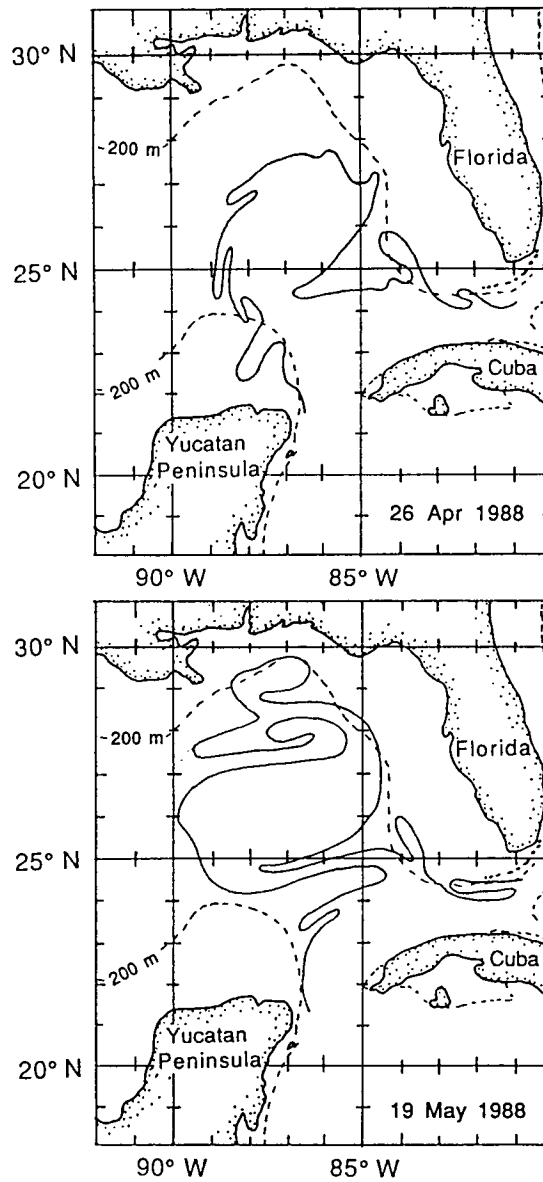 30° N
-200 m
Florida
25° N
-200 m
Cuba
Yucatan
Peninsula
20° N
26 Apr 1988
90° W
85° W
30° N
-200 m
Florida
25° N
-200 m
Cuba
Yucatan
Peninsula
20° N
19 May 1988
90° W
85° W